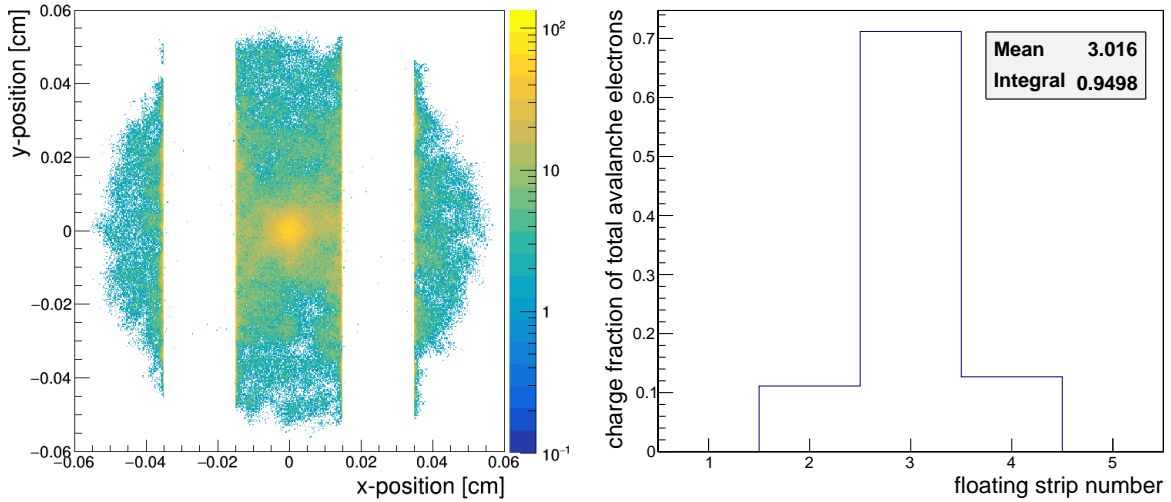 y-position [cm]
0.06
0.04
0.02
0
−0.02
−0.04
−0.06
−0.06 −0.04 −0.02 0 0.02 0.04 0.06
x-position [cm]
10²
10
1
10⁻¹
charge fraction of total avalanche electrons
0.7
0.6
0.5
0.4
0.3
0.2
0.1
0
1 2 3 4 5
floating strip number
Mean 3.016
Integral 0.9498